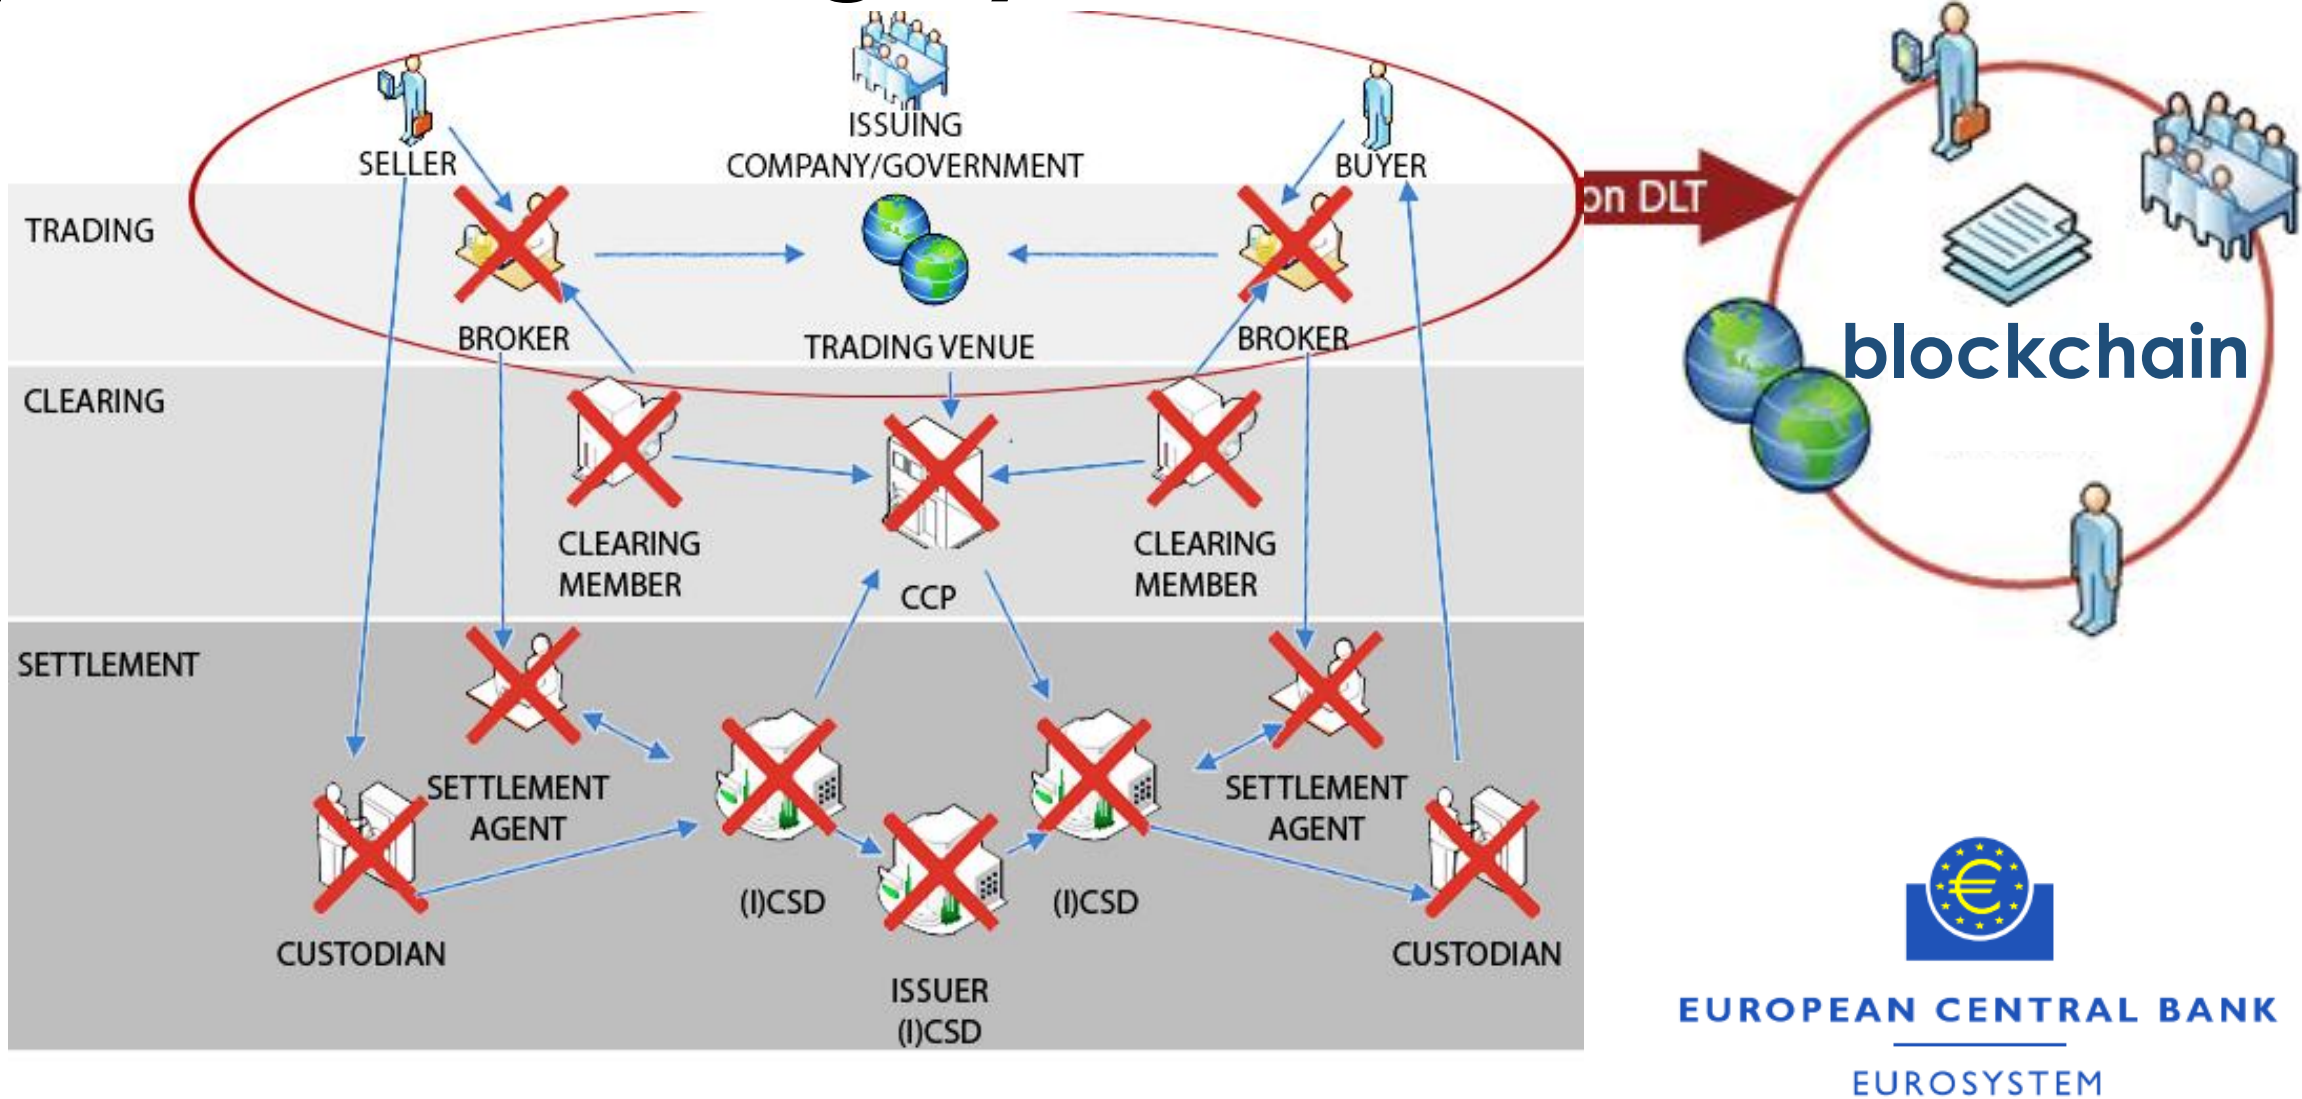 ISSUING
COMPANY/GOVERNMENT
SELLER
BUYER
TRADING
BROKER
TRADING VENUE
BROKER
CLEARING
CLEARING
MEMBER
CCP
CLEARING
MEMBER
SETTLEMENT
SETTLEMENT
AGENT
SETTLEMENT
AGENT
(I)CSD
(I)CSD
CUSTODIAN
CUSTODIAN
ISSUER
(I)CSD
on DLT
blockchain
EUROPEAN CENTRAL BANK
EUROSYSTEM